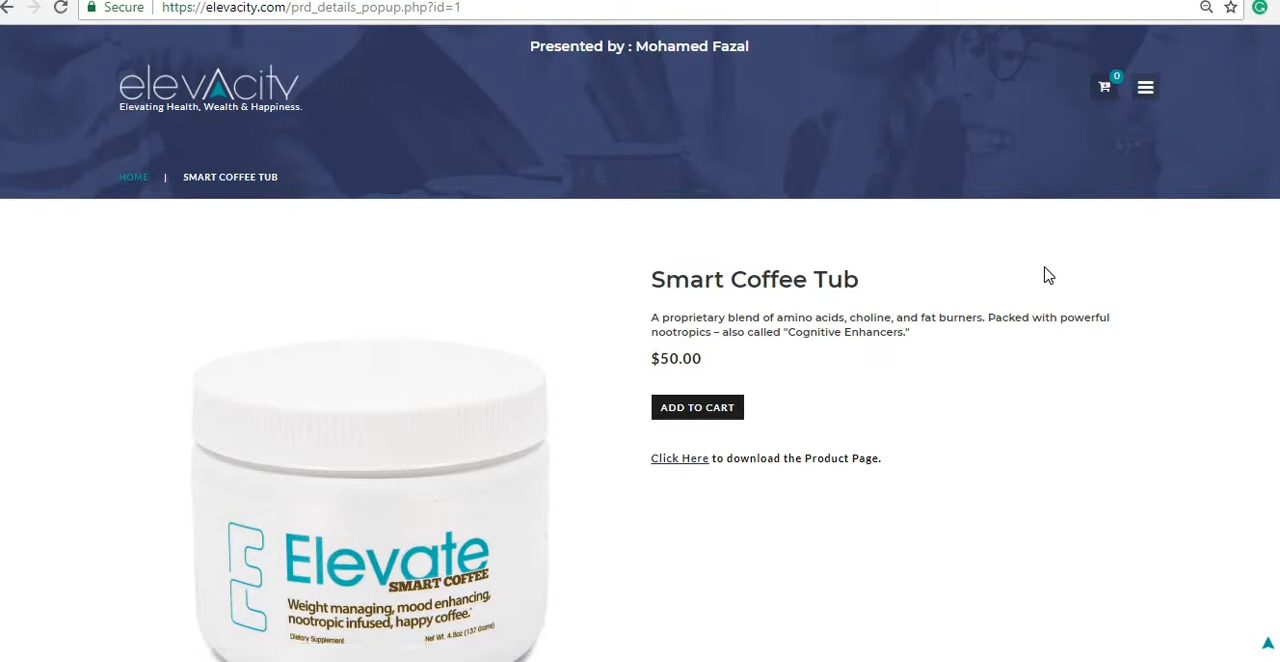 Secure | https://elevacity.com/prd_details_popup.php?id=1
Presented by : Mohamed Fazal
elevacity
Elevating Health, Wealth & Happiness.
0
HOME | SMART COFFEE TUB
Smart Coffee Tub
A proprietary blend of amino acids, choline, and fat burners. Packed with powerful
nootropics – also called "Cognitive Enhancers."
$50.00
ADD TO CART
Click Here to download the Product Page.
Elevate
SMART COFFEE
Weight managing, mood enhancing,
nootropic infused, happy coffee.*
Dietary Supplement Net Wt. 4.8oz (137 Grams)